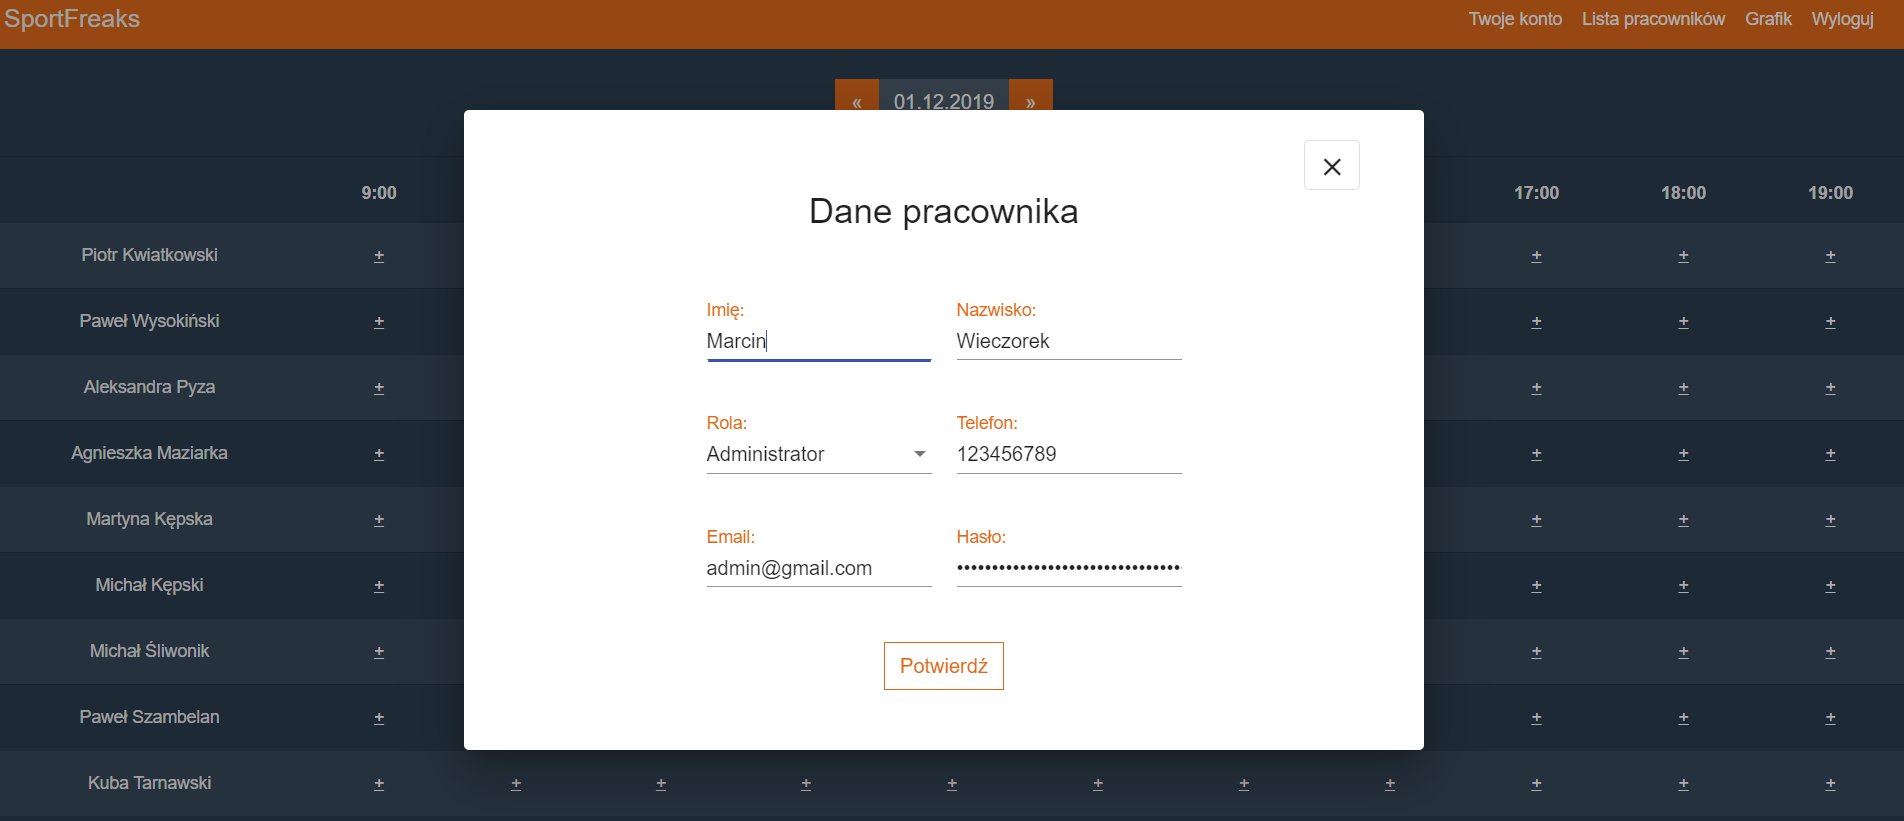 SportFreaks
Twoje konto Lista pracowników Grafik Wyloguj
« 01.12.2019 »
×
Dane pracownika
9:00 17:00 18:00 19:00
Piotr Kwiatkowski + + + +
Imię: Nazwisko:
Paweł Wysokiński + + + +
Marcin Wieczorek
Aleksandra Pyza + + + +
Rola: Telefon:
Agnieszka Maziarka + + + +
Administrator 123456789
Martyna Kępska + + + +
Email: Hasło:
admin@gmail.com ••••••••••••••••••••••••••••••••
Michał Kępski + + + +
Michał Śliwonik + + + +
Potwierdź
Paweł Szambelan + + + +
Kuba Tarnawski + + + + + + + + + + +